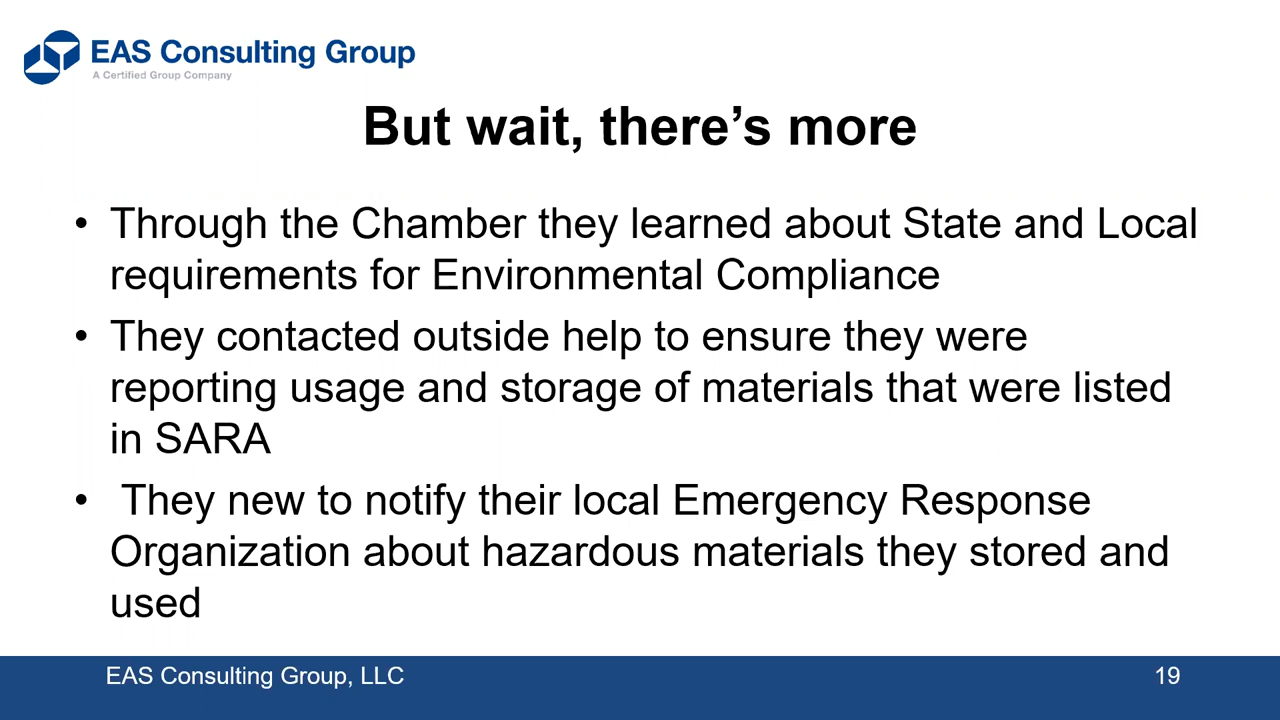 EAS Consulting Group
A Certified Group Company
But wait, there’s more
• Through the Chamber they learned about State and Local
requirements for Environmental Compliance
• They contacted outside help to ensure they were
reporting usage and storage of materials that were listed
in SARA
• They new to notify their local Emergency Response
Organization about hazardous materials they stored and
used
EAS Consulting Group, LLC
19